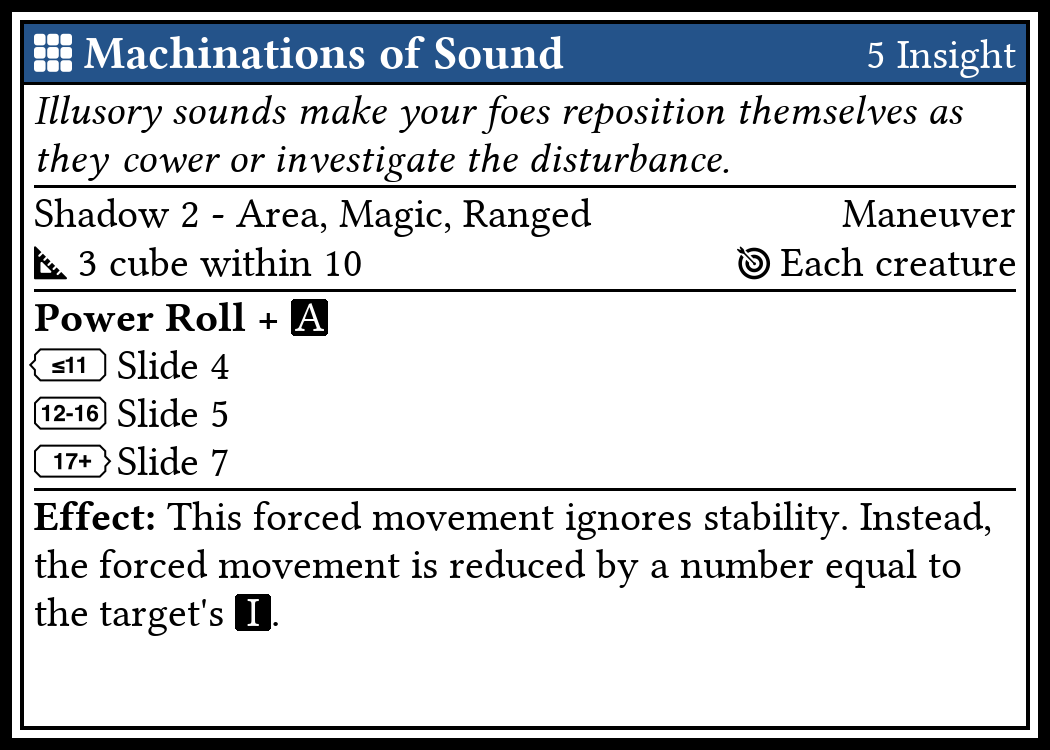 Machinations of Sound 5 Insight
Illusory sounds make your foes reposition themselves as
they cower or investigate the disturbance.
Shadow 2 - Area, Magic, Ranged Maneuver
3 cube within 10 Each creature
Power Roll + A
≤11 Slide 4
12-16 Slide 5
17+ Slide 7
Effect: This forced movement ignores stability. Instead,
the forced movement is reduced by a number equal to
the target's I.